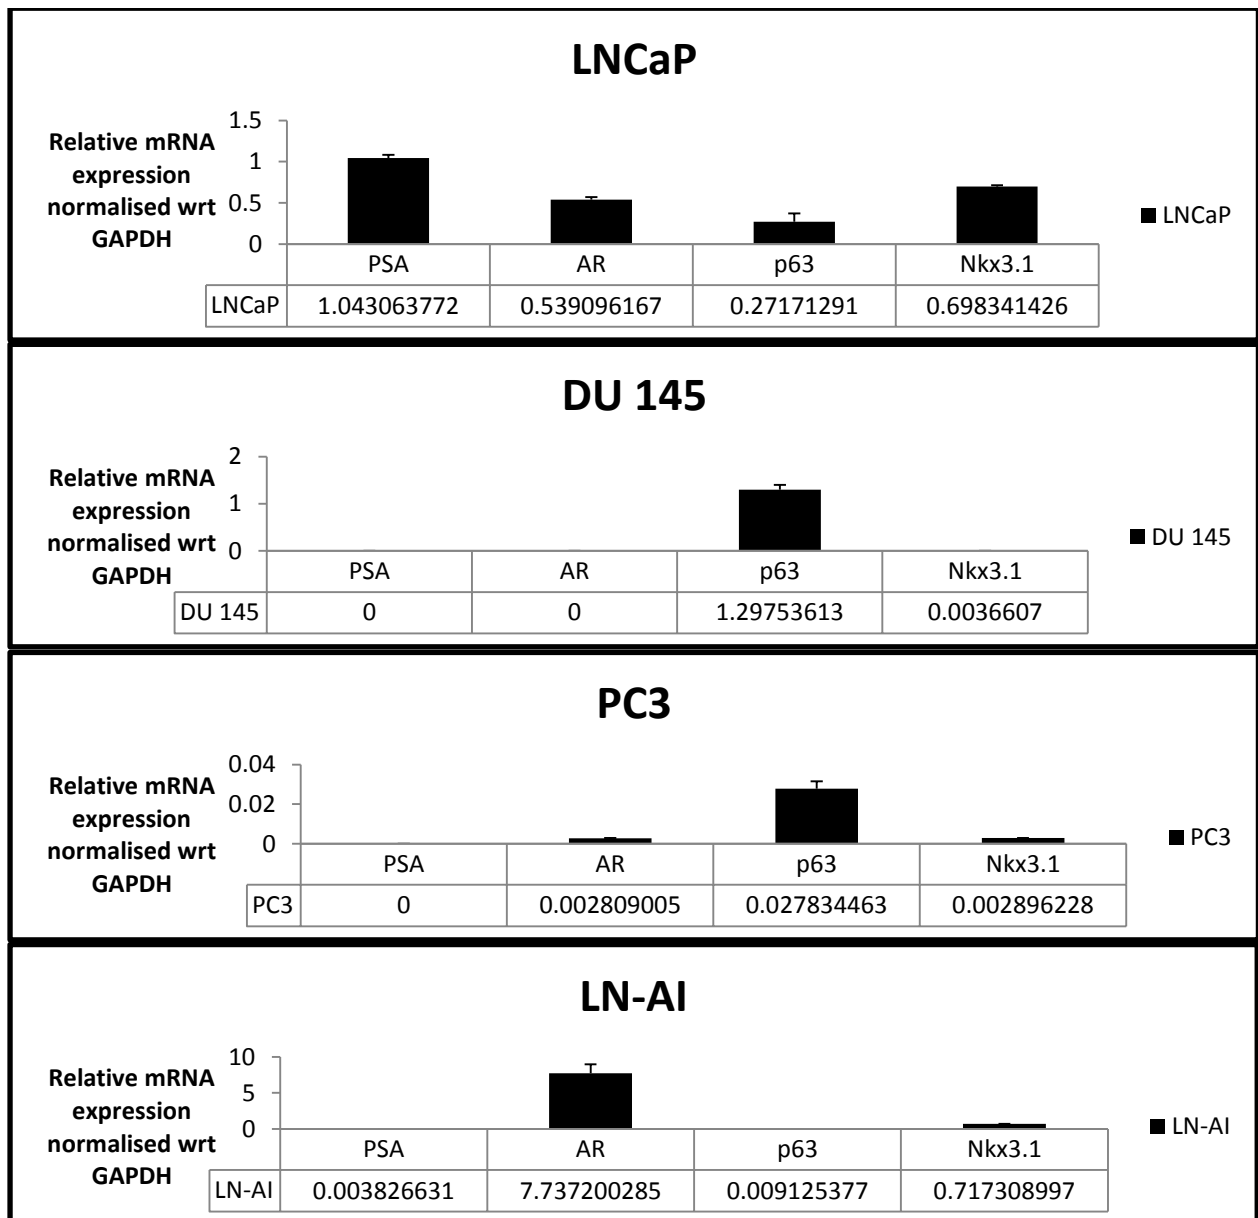 LNCaP
Relative mRNA
expression
normalised wrt
GAPDH
1.5
1
0.5
0
PSA AR p63 Nkx3.1
LNCaP 1.043063772 0.539096167 0.27171291 0.698341426
LNCaP
DU 145
Relative mRNA
expression
normalised wrt
GAPDH
2
1
0
PSA AR p63 Nkx3.1
DU 145 0 0 1.29753613 0.0036607
DU 145
PC3
Relative mRNA
expression
normalised wrt
GAPDH
0.04
0.02
0
PSA AR p63 Nkx3.1
PC3 0 0.002809005 0.027834463 0.002896228
PC3
LN-AI
Relative mRNA
expression
normalised wrt
GAPDH
10
5
0
PSA AR p63 Nkx3.1
LN-AI 0.003826631 7.737200285 0.009125377 0.717308997
LN-AI